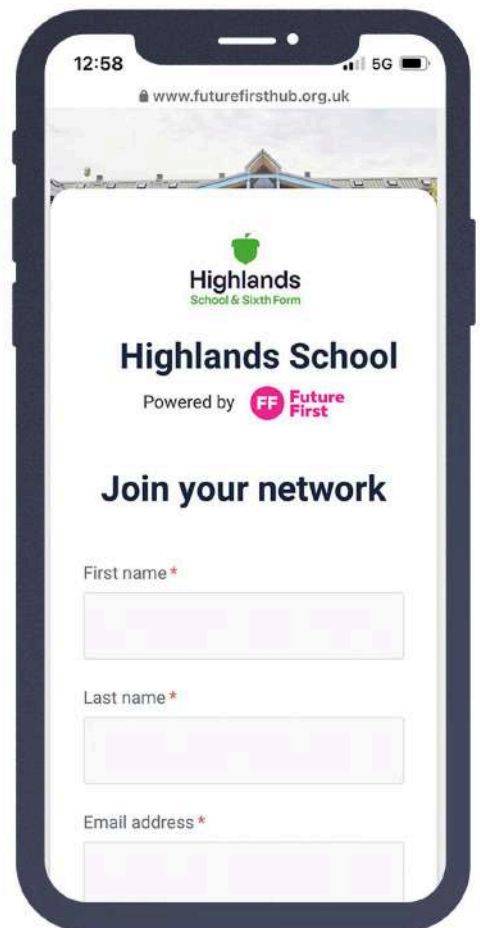 12:58
5G
www.futurefirsthub.org.uk
Highlands
School & Sixth Form
Highlands School
Powered by FF Future
First
Join your network
First name *
Last name *
Email address *